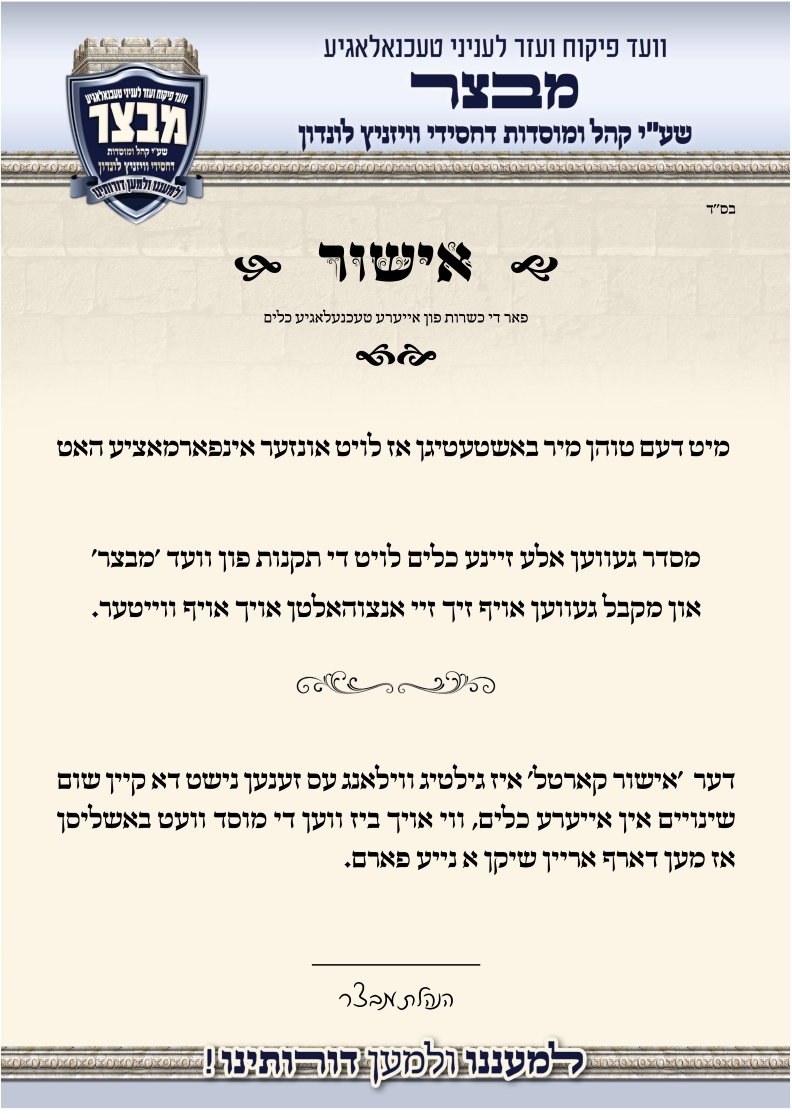 וועד פיקוח ועזר לעניני טעכנאלאגיע
מבצר
שע"י קהל ומוסדות דחסידי וויזניץ לונדון
וועד פיקוח ועזר לעניני טעכנאלאגיע
מבצר
שע"י קהל ומוסדות
דחסידי וויזניץ לונדון
למעננו ולמען דורותינו
בס"ד
אישור
פאר די כשרות פון אייערע טעכנעלאגיע כלים
מיט דעם טוהן מיר באשטעטיגן אז לויט אונזער אינפארמאציע האט
מסדר געווען אלע זיינע כלים לויט די תקנות פון וועד 'מבצר'
און מקבל געווען אויף זיך זיי אנצוהאלטן אויך אויף ווייטער.
דער 'אישור קארטל' איז גילטיג ווילאנג עס זענען נישט דא קיין שום
שינויים אין אייערע כלים, ווי אויך ביז ווען די מוסד וועט באשליסן
אז מען דארף אריין שיקן א נייע פארם.
הנהלת מבצר
למעננו ולמען דורותינו!